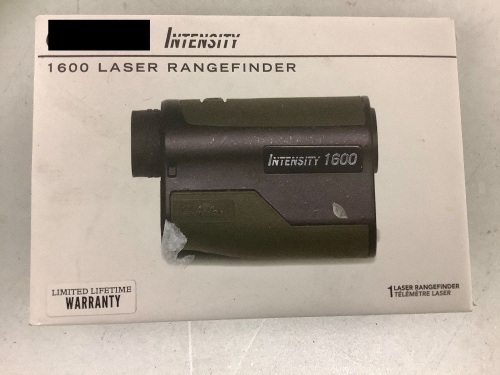 INTENSITY
1600 LASER RANGEFINDER
INTENSITY 1600
LIMITED LIFETIME
WARRANTY
1 LASER RANGEFINDER
TÉLÉMÈTRE LASER